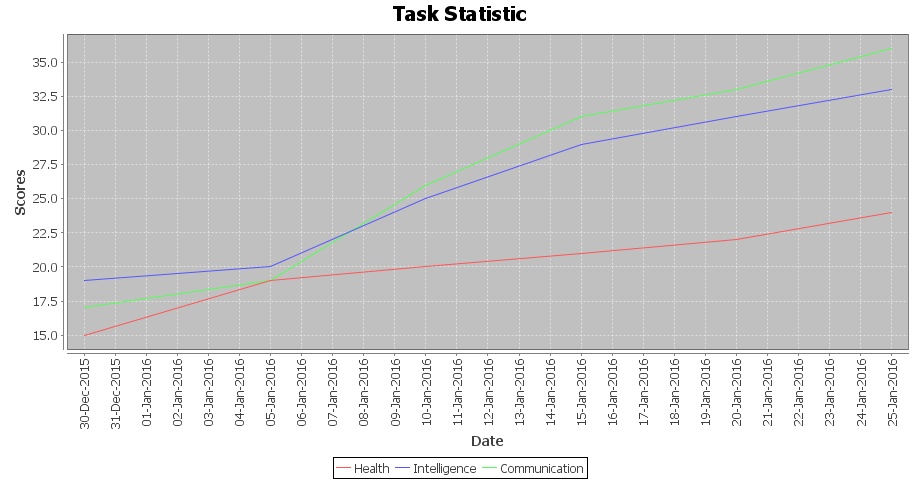 Task Statistic
35.0
32.5
30.0
27.5
25.0
22.5
20.0
17.5
15.0
Scores
30-Dec-2015
31-Dec-2015
01-Jan-2016
02-Jan-2016
03-Jan-2016
04-Jan-2016
05-Jan-2016
06-Jan-2016
07-Jan-2016
08-Jan-2016
09-Jan-2016
10-Jan-2016
11-Jan-2016
12-Jan-2016
13-Jan-2016
14-Jan-2016
15-Jan-2016
16-Jan-2016
17-Jan-2016
18-Jan-2016
19-Jan-2016
20-Jan-2016
21-Jan-2016
22-Jan-2016
23-Jan-2016
24-Jan-2016
25-Jan-2016
Date
Health Intelligence Communication